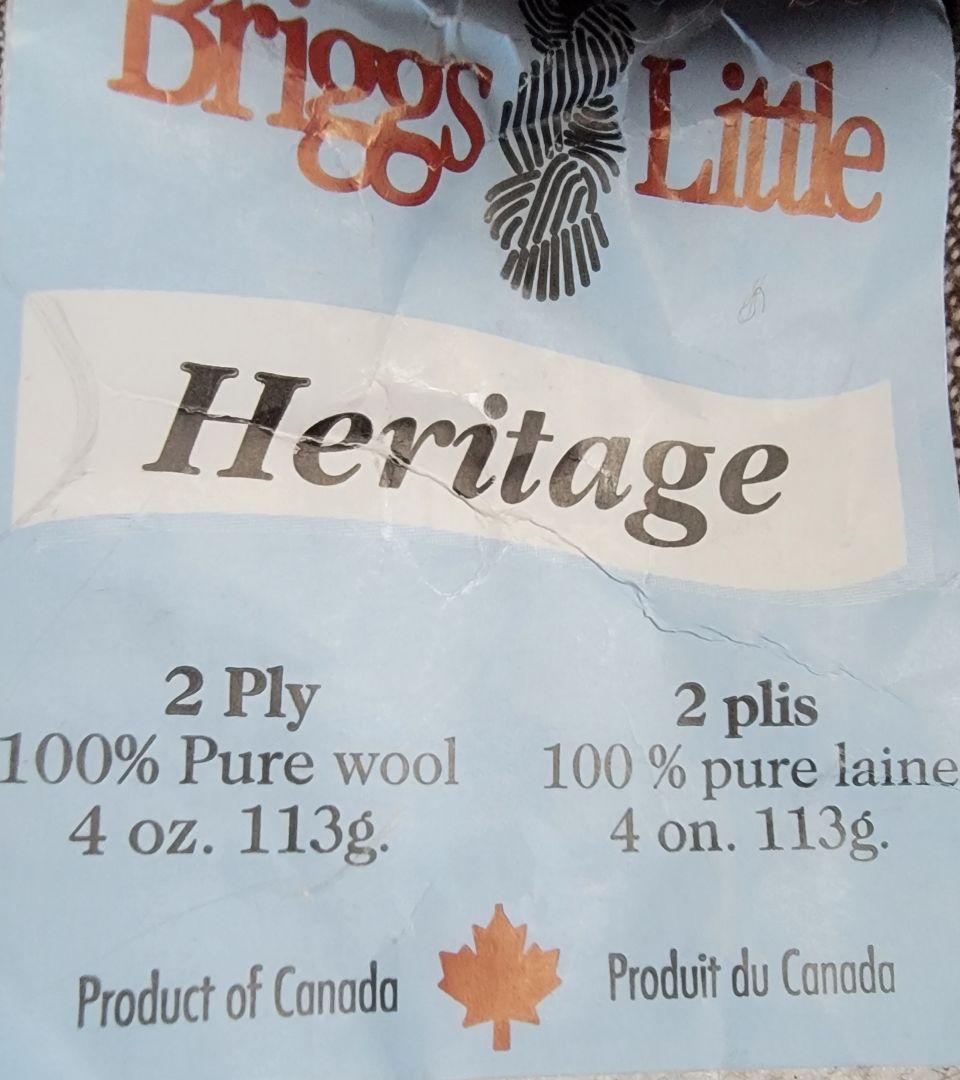 Briggs Little
Heritage
2 Ply
100% Pure wool
4 oz. 113g.
2 plis
100 % pure laine
4 on. 113g.
Product of Canada
Produit du Canada